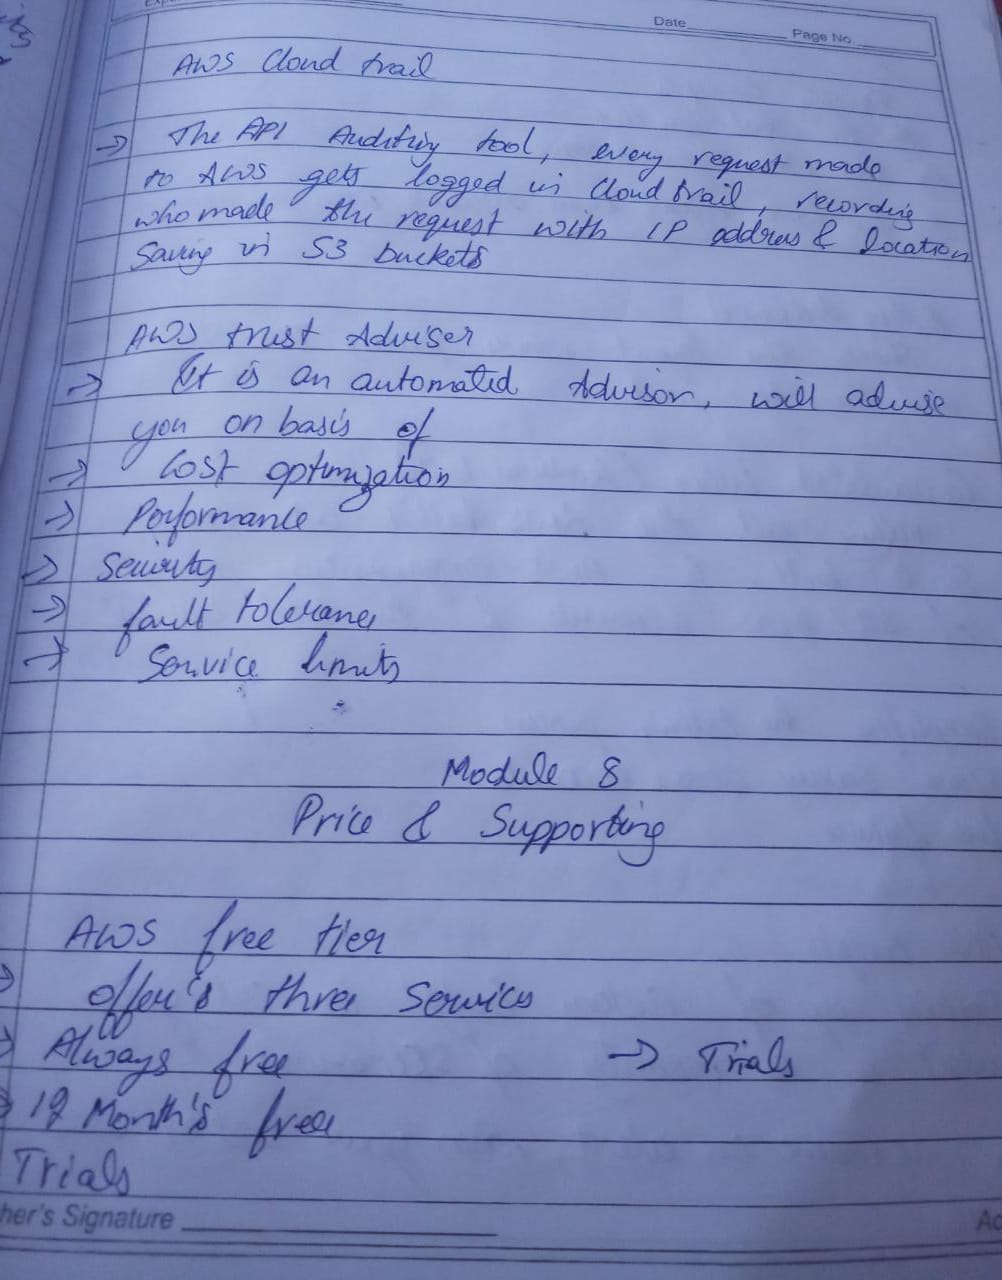 Date
Page No.
AWS Cloud trail
→ The API Auditing tool, every request made
to AWS gets logged in Cloud trail, recording
who made the request with IP address & location
Saving in S3 buckets
AWS trust Adviser
→ It is an automated Advisor, will advise
you on basis of
→ Cost optimization
→ Performance
→ Security
→ fault tolerance
→ Service limits
Module 8
Price & Supporting
AWS free tier
→ offer's three Services
→ Always free → Trials
→ 12 Month's free
Trials
her's Signature